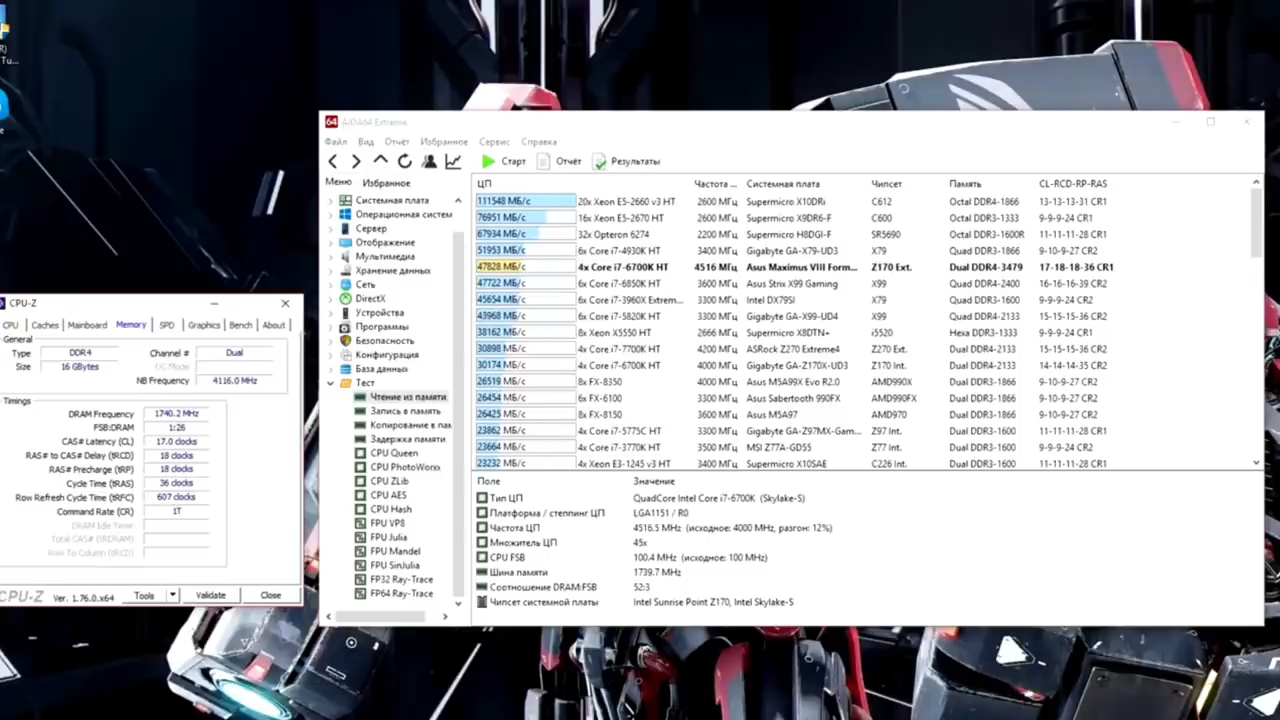 R)
Tu...
e
CPU-Z
CPU Caches Mainboard Memory SPD Graphics Bench About
General
Type DDR4 Channel # Dual
Size 16 GBytes DC Mode
NB Frequency 4116.0 MHz
Timings
DRAM Frequency 1740.2 MHz
FSB:DRAM 1:26
CAS# Latency (CL) 17.0 clocks
RAS# to CAS# Delay (tRCD) 18 clocks
RAS# Precharge (tRP) 18 clocks
Cycle Time (tRAS) 36 clocks
Row Refresh Cycle Time (tRFC) 607 clocks
Command Rate (CR) 1T
DRAM Idle Timer
Total CAS# (tRDRAM)
Row To Column (tRCD)
CPU-Z Ver. 1.76.0.x64 Tools Validate Close
64 AIDA64 Extreme
Файл Вид Отчёт Избранное Сервис Справка
Старт Отчёт Результаты
Меню Избранное
Системная плата
Операционная систем
Сервер
Отображение
Мультимедиа
Хранение данных
Сеть
DirectX
Устройства
Программы
Безопасность
Конфигурация
База данных
Тест
Чтение из памяти
Запись в память
Копирование в пам
Задержка памяти
CPU Queen
CPU PhotoWorxx
CPU ZLib
CPU AES
CPU Hash
FPU VP8
FPU Julia
FPU Mandel
FPU SinJulia
FP32 Ray-Trace
FP64 Ray-Trace
ЦП Частота ... Системная плата Чипсет Память CL-RCD-RP-RAS
111548 МБ/с 20x Xeon E5-2660 v3 HT 2600 МГц Supermicro X10DRi C612 Octal DDR4-1866 13-13-13-31 CR1
76951 МБ/с 16x Xeon E5-2670 HT 2600 МГц Supermicro X9DR6-F C600 Octal DDR3-1333 9-9-9-24 CR1
67934 МБ/с 32x Opteron 6274 2200 МГц Supermicro H8DGI-F SR5690 Octal DDR3-1600R 11-11-11-28 CR1
51953 МБ/с 6x Core i7-4930K HT 3400 МГц Gigabyte GA-X79-UD3 X79 Quad DDR3-1866 9-10-9-27 CR2
47828 МБ/с 4x Core i7-6700K HT 4516 МГц Asus Maximus VIII Form... Z170 Ext. Dual DDR4-3479 17-18-18-36 CR1
47722 МБ/с 6x Core i7-6850K HT 3600 МГц Asus Strix X99 Gaming X99 Quad DDR4-2400 16-16-16-39 CR2
45654 МБ/с 6x Core i7-3960X Extrem... 3300 МГц Intel DX79SI X79 Quad DDR3-1600 9-9-9-24 CR2
43968 МБ/с 6x Core i7-5820K HT 3300 МГц Gigabyte GA-X99-UD4 X99 Quad DDR4-2133 15-15-15-36 CR2
38162 МБ/с 8x Xeon X5550 HT 2666 МГц Supermicro X8DTN+ i5520 Hexa DDR3-1333 9-9-9-24 CR1
30898 МБ/с 4x Core i7-7700K HT 4200 МГц ASRock Z270 Extreme4 Z270 Ext. Dual DDR4-2133 15-15-15-36 CR2
30174 МБ/с 4x Core i7-6700K HT 4000 МГц Gigabyte GA-Z170X-UD3 Z170 Int. Dual DDR4-2133 14-14-14-35 CR2
26519 МБ/с 8x FX-8350 4000 МГц Asus M5A99X Evo R2.0 AMD990X Dual DDR3-1866 9-10-9-27 CR2
26454 МБ/с 6x FX-6100 3300 МГц Asus Sabertooth 990FX AMD990FX Dual DDR3-1866 9-10-9-27 CR2
26425 МБ/с 8x FX-8150 3600 МГц Asus M5A97 AMD970 Dual DDR3-1866 9-10-9-27 CR2
23862 МБ/с 4x Core i7-5775C HT 3300 МГц Gigabyte GA-Z97MX-Gam... Z97 Int. Dual DDR3-1600 11-11-11-28 CR1
23664 МБ/с 4x Core i7-3770K HT 3500 МГц MSI Z77A-GD55 Z77 Int. Dual DDR3-1600 9-9-9-24 CR2
23232 МБ/с 4x Xeon E3-1245 v3 HT 3400 МГц Supermicro X10SAE C226 Int. Dual DDR3-1600 11-11-11-28 CR1
Поле Значение
Тип ЦП QuadCore Intel Core i7-6700K (Skylake-S)
Платформа / степпинг ЦП LGA1151 / R0
Частота ЦП 4516.5 MHz (исходное: 4000 MHz, разгон: 12%)
Множитель ЦП 45x
CPU FSB 100.4 MHz (исходное: 100 MHz)
Шина памяти 1739.7 MHz
Соотношение DRAM:FSB 52:3
Чипсет системной платы Intel Sunrise Point Z170, Intel Skylake-S